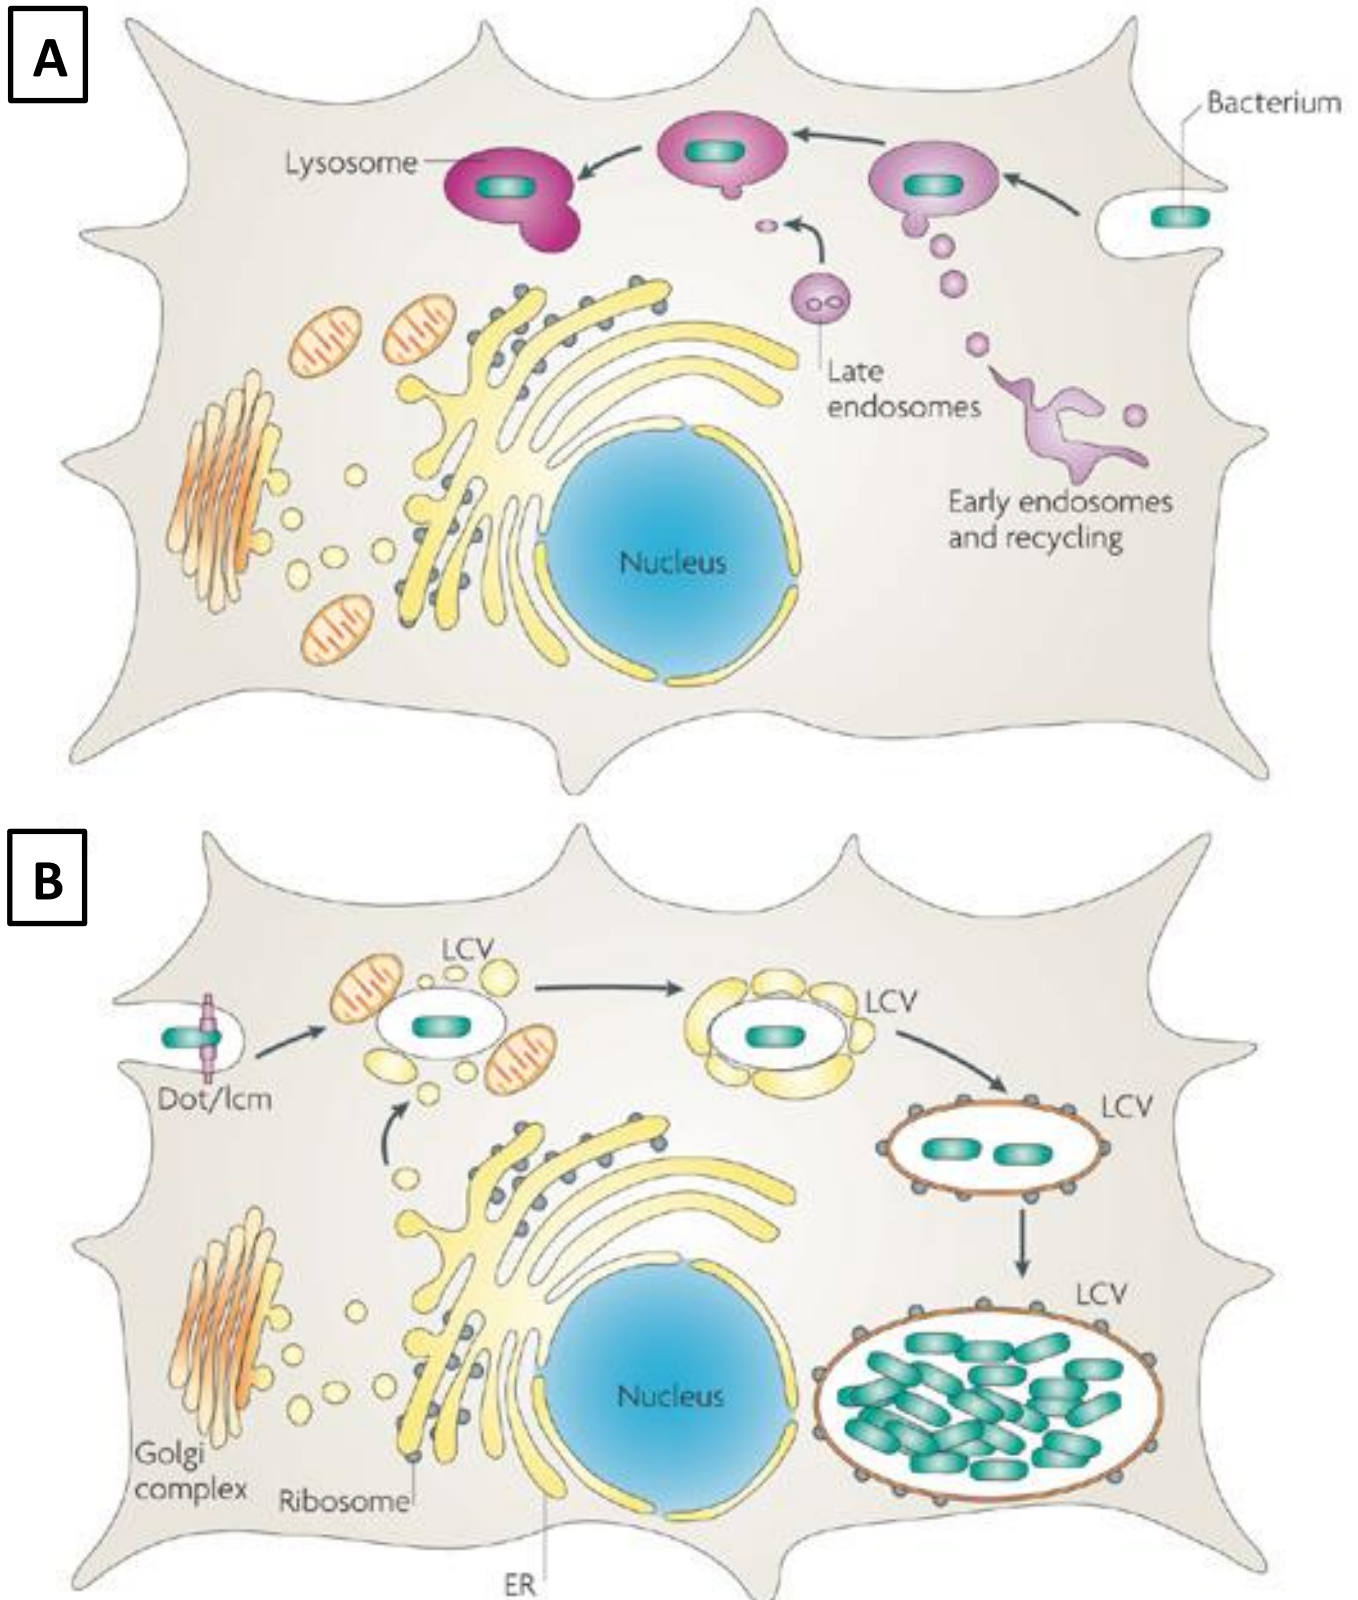 A
Bacterium
Lysosome
Late
endosomes
Early endosomes
and recycling
Nucleus
B
LCV
LCV
Dot/Icm
LCV
LCV
Nucleus
Golgi
complex
Ribosome
ER